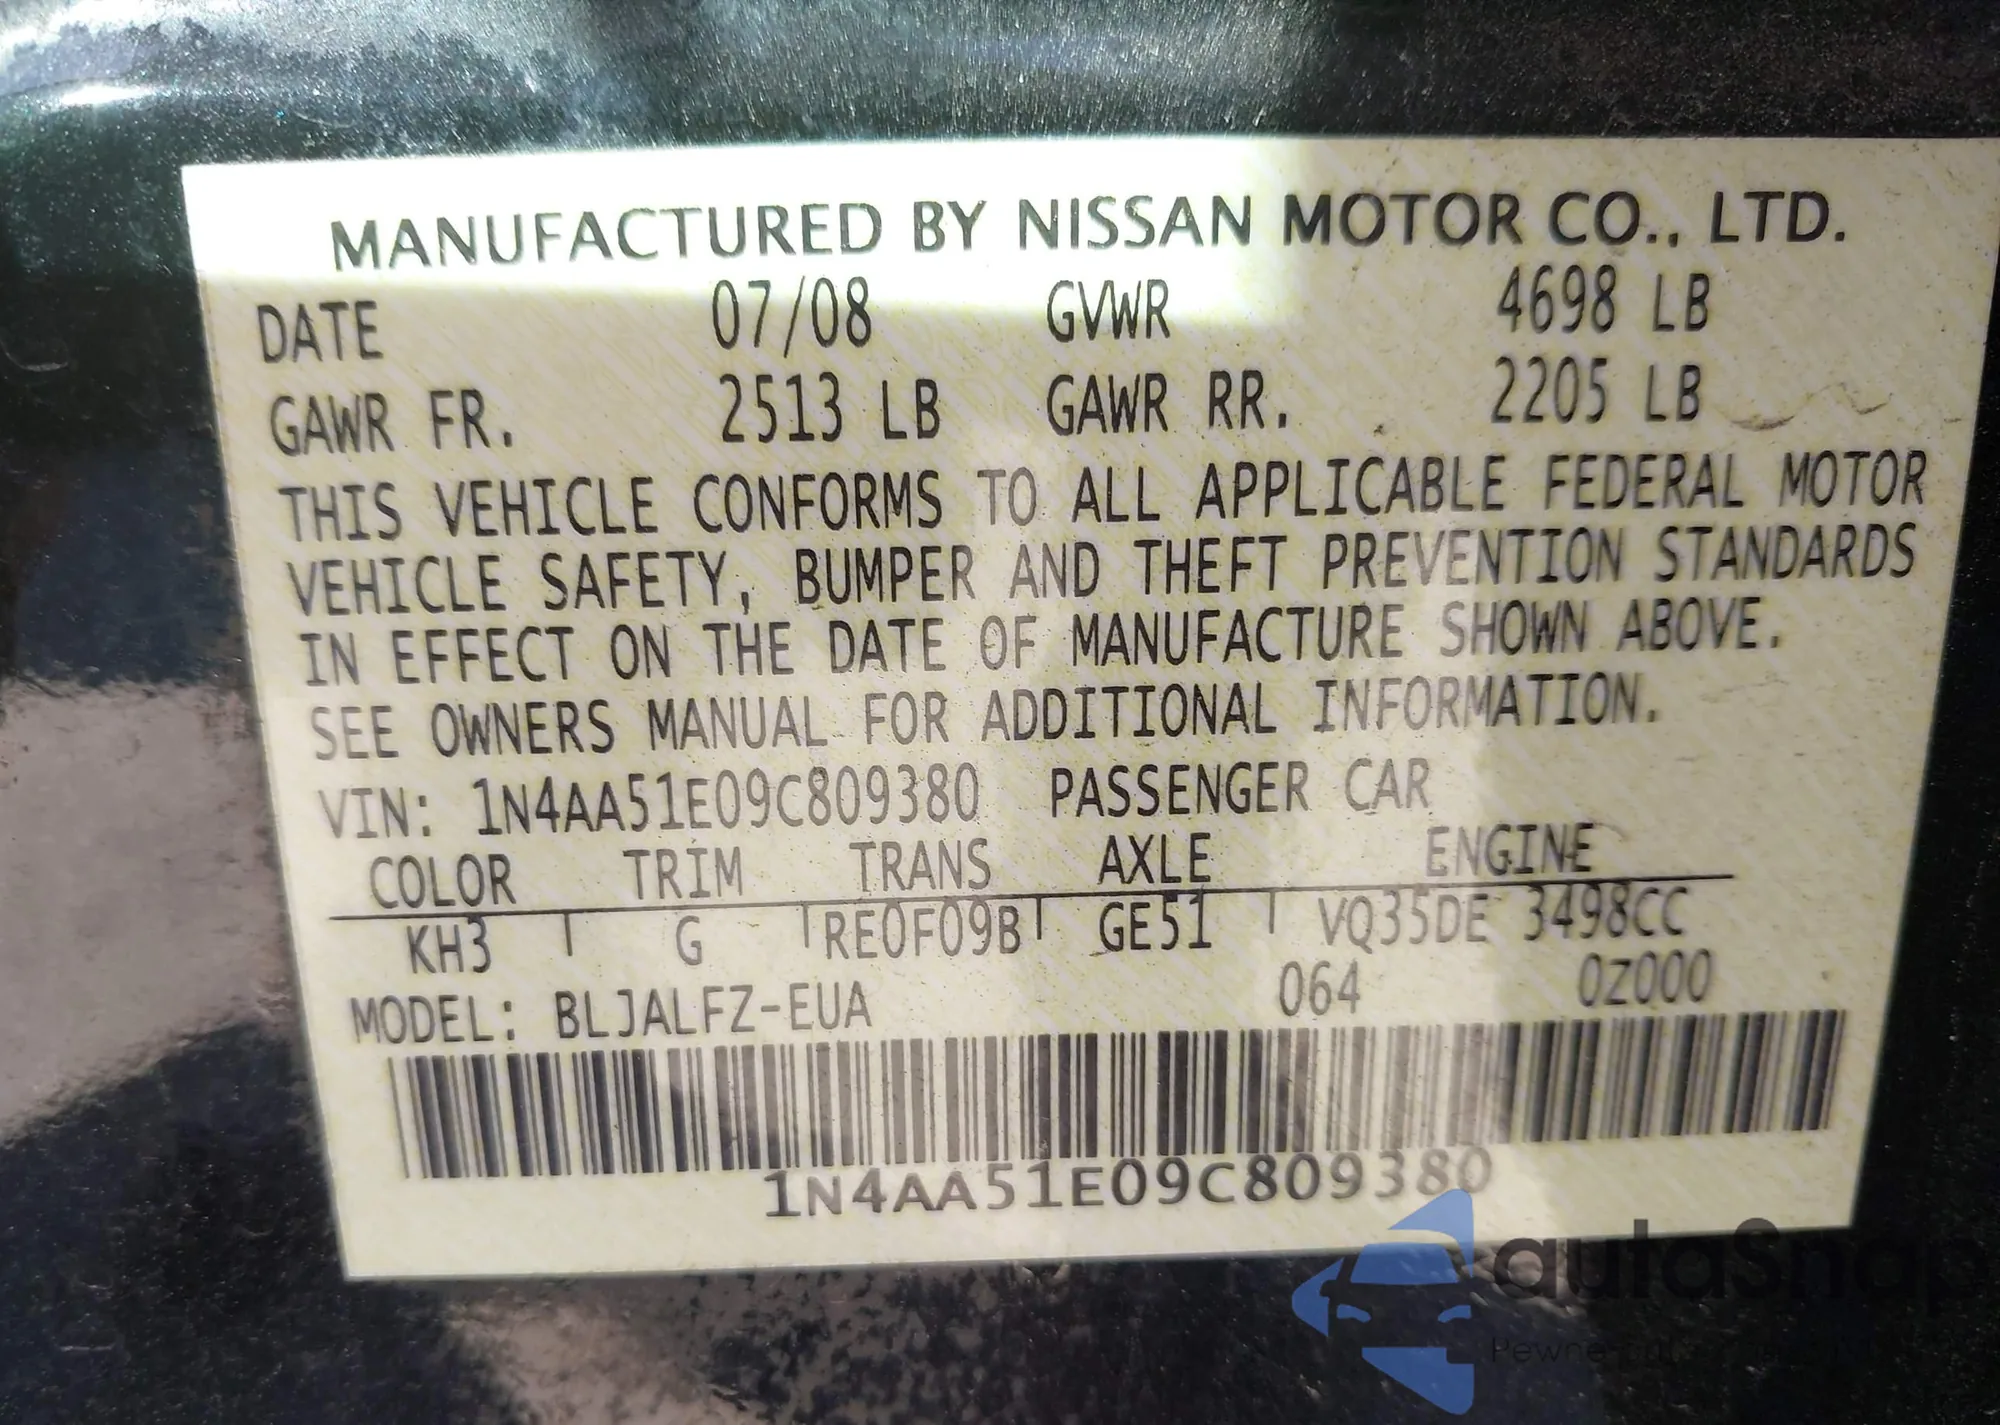 MANUFACTURED BY NISSAN MOTOR CO., LTD.
DATE 07/08 GVWR 4698 LB
GAWR FR. 2513 LB GAWR RR. 2205 LB
THIS VEHICLE CONFORMS TO ALL APPLICABLE FEDERAL MOTOR
VEHICLE SAFETY, BUMPER AND THEFT PREVENTION STANDARDS
IN EFFECT ON THE DATE OF MANUFACTURE SHOWN ABOVE.
SEE OWNERS MANUAL FOR ADDITIONAL INFORMATION.
VIN: 1N4AA51E09C809380 PASSENGER CAR
COLOR TRIM TRANS AXLE ENGINE
KH3 G RE0F09B GE51 VQ35DE 3498CC
064 0Z000
MODEL: BLJALFZ-EUA
1N4AA51E09C809380
autaSnap